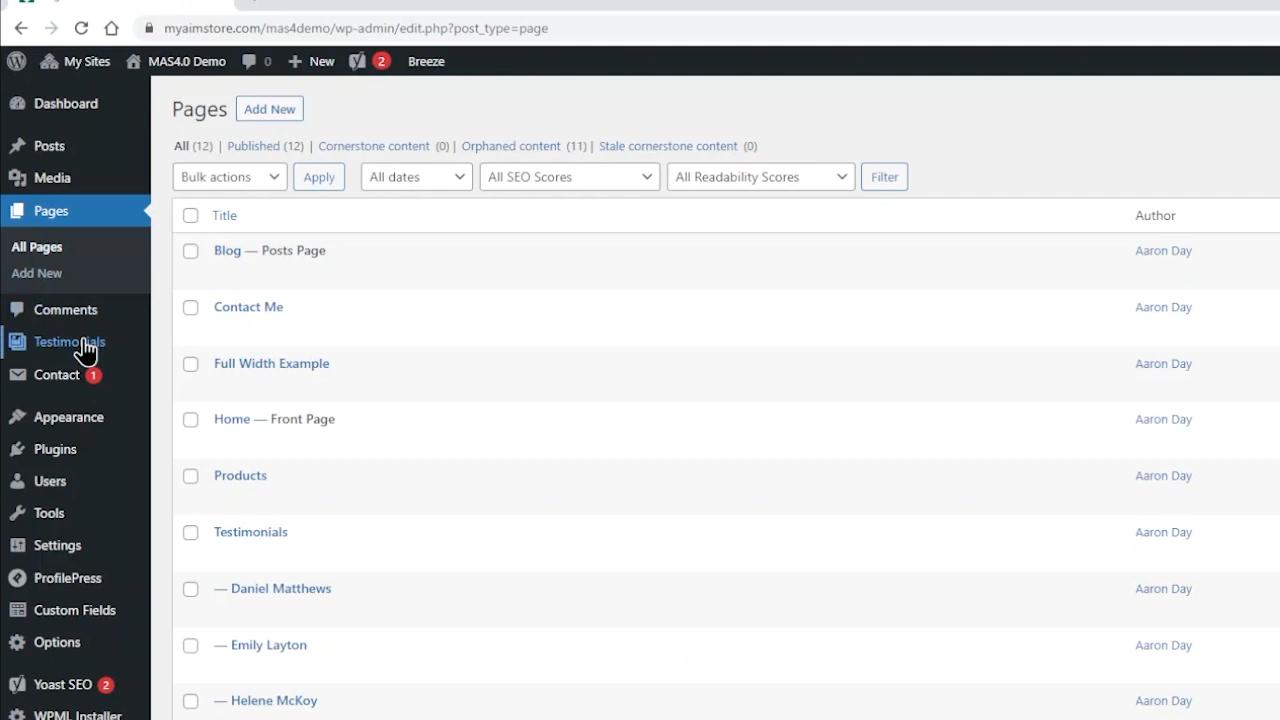 myaimstore.com/mas4demo/wp-admin/edit.php?post_type=page
My Sites MAS4.0 Demo 0 New 2 Breeze
Dashboard
Posts
Media
Pages
All Pages
Add New
Comments
Testimonials
Contact 1
Appearance
Plugins
Users
Tools
Settings
ProfilePress
Custom Fields
Options
Yoast SEO 2
WPML Installer
Pages Add New
All (12) | Published (12) | Cornerstone content (0) | Orphaned content (11) | Stale cornerstone content (0)
Bulk actions Apply All dates All SEO Scores All Readability Scores Filter
Title Author
Blog — Posts Page Aaron Day
Contact Me Aaron Day
Full Width Example Aaron Day
Home — Front Page Aaron Day
Products Aaron Day
Testimonials Aaron Day
— Daniel Matthews Aaron Day
— Emily Layton Aaron Day
— Helene McKoy Aaron Day